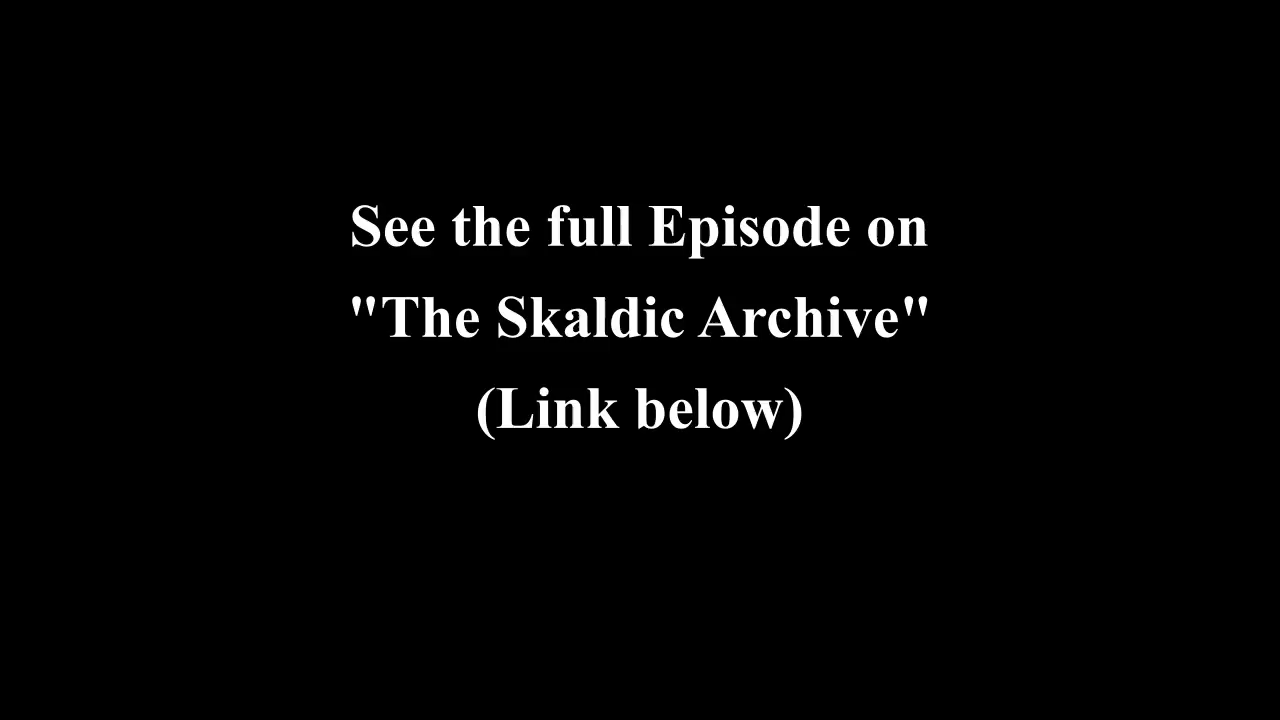 See the full Episode on
"The Skaldic Archive"
(Link below)